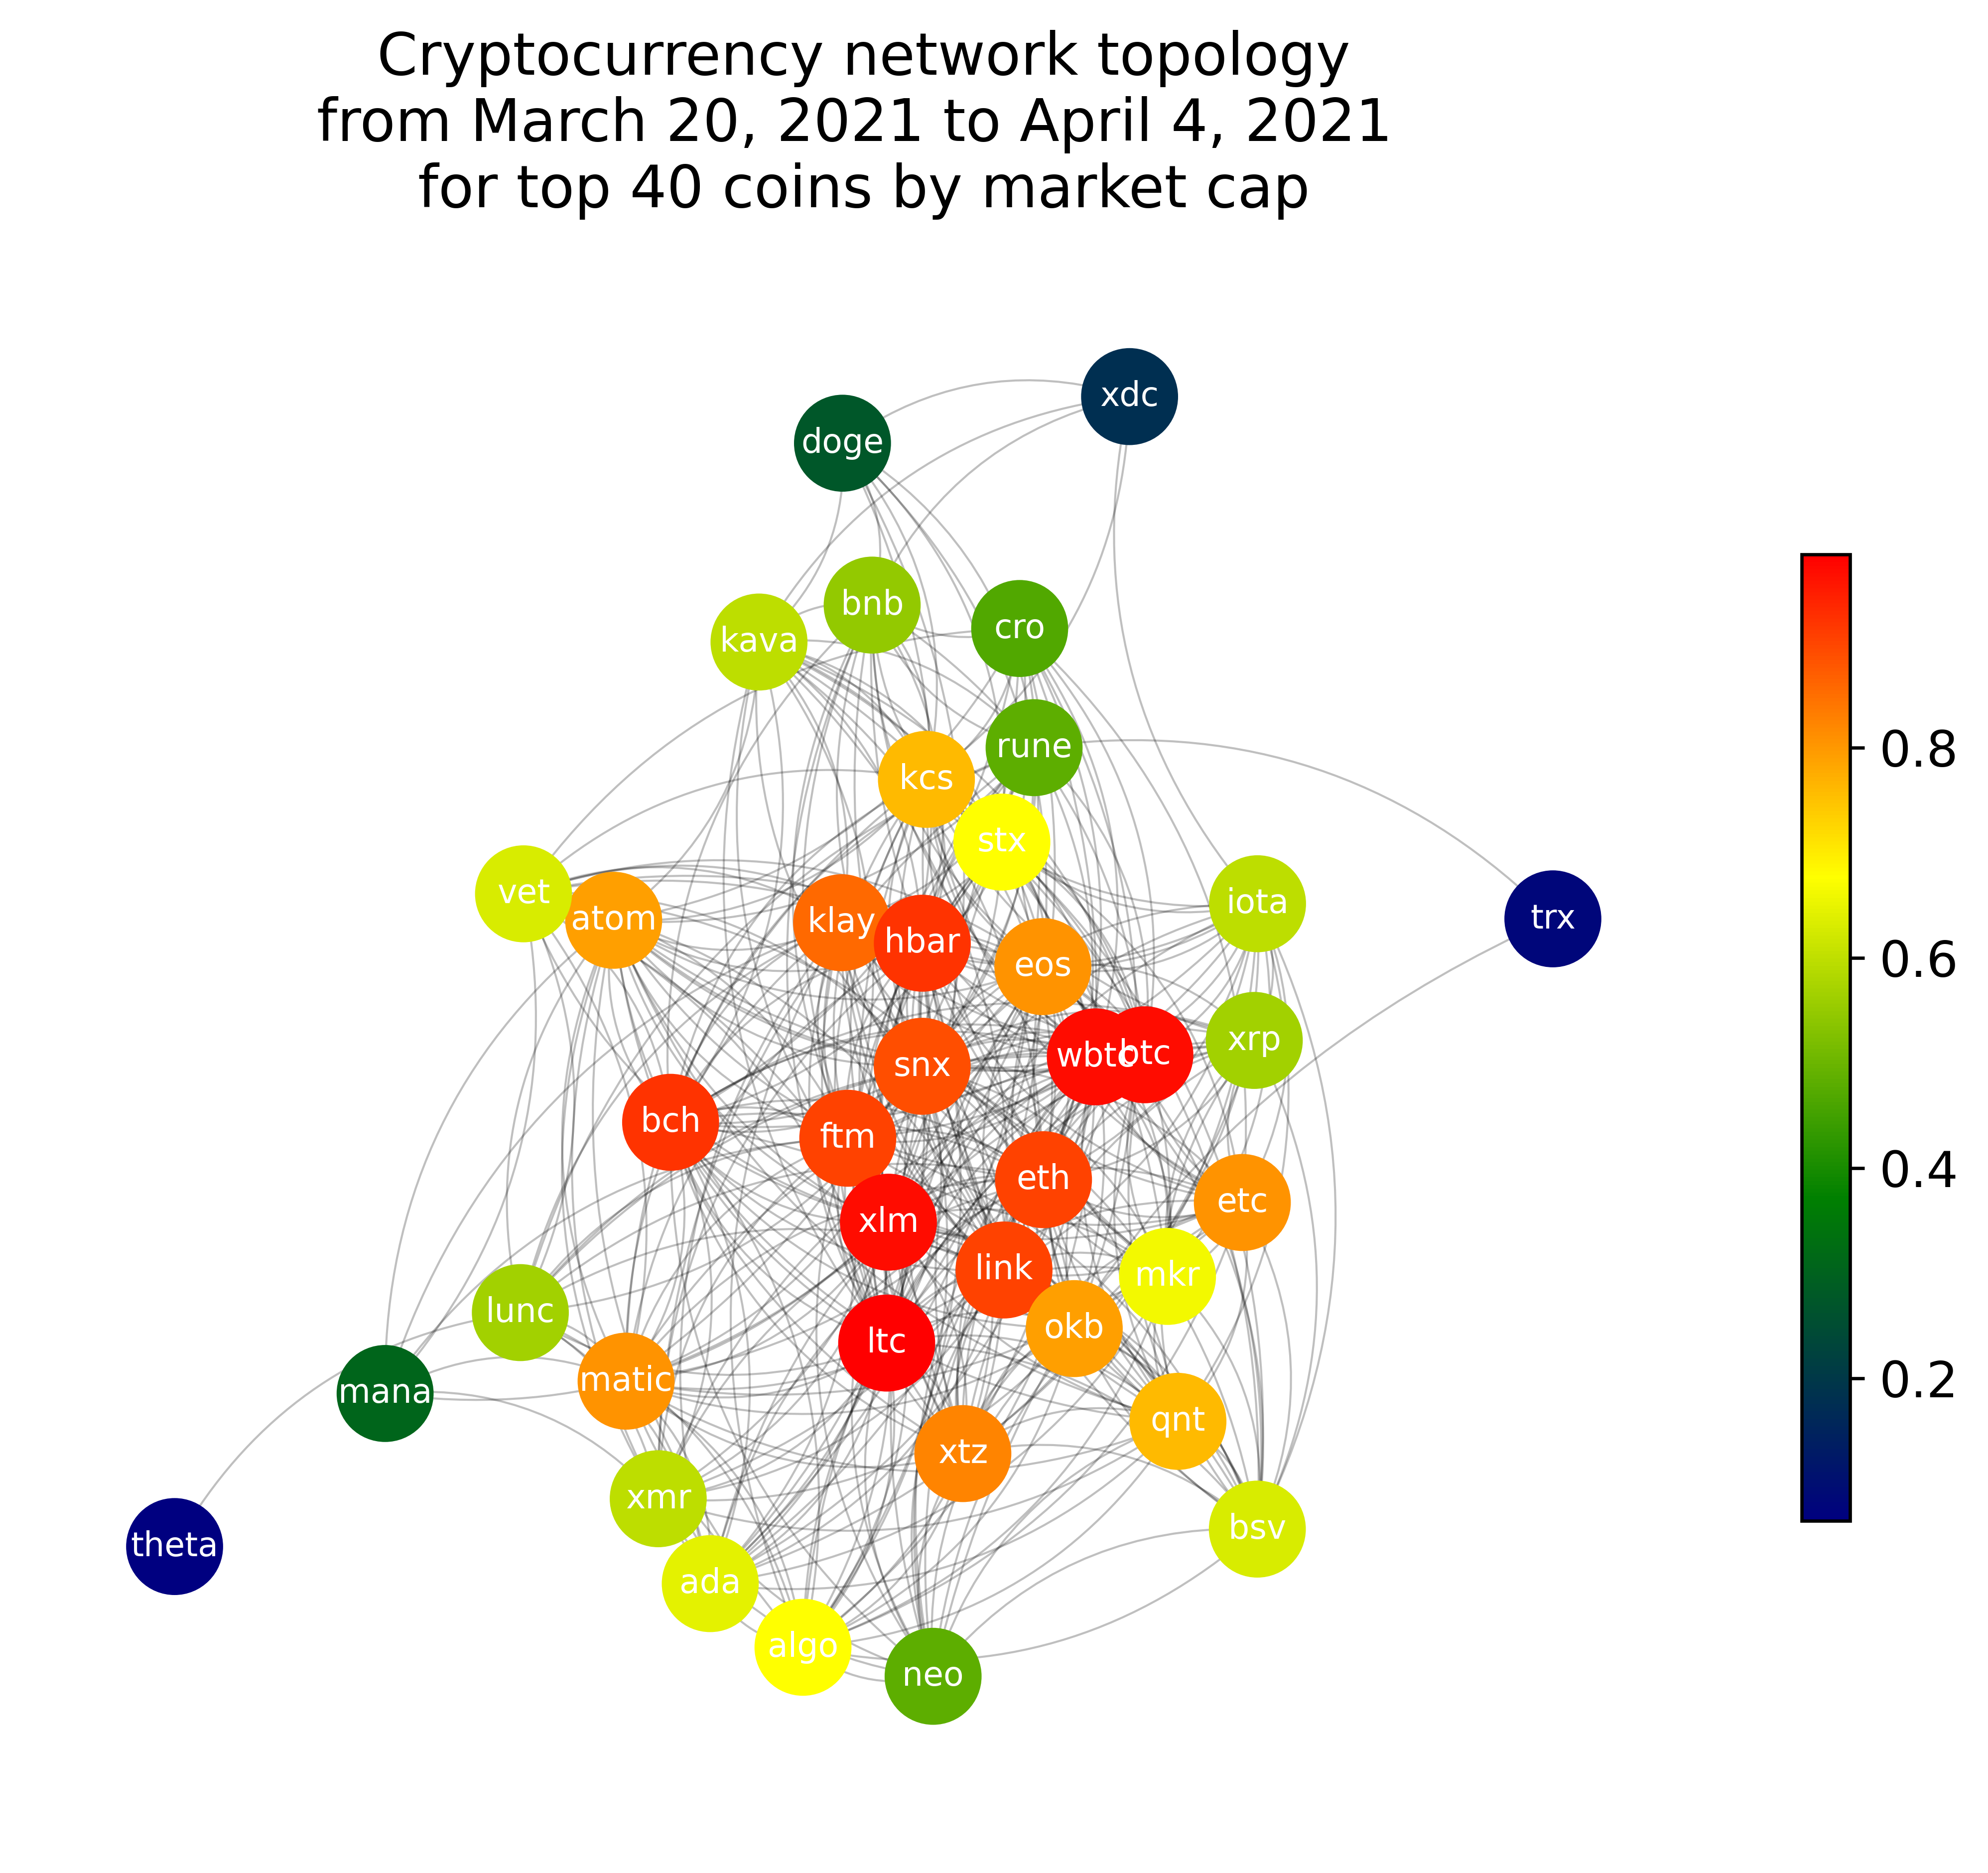 Cryptocurrency network topology
from March 20, 2021 to April 4, 2021
for top 40 coins by market cap
xdc
doge
bnb
cro
kava
rune
kcs
stx
vet
iota
atom
klay
trx
hbar
eos
xrp
wbtc
btc
snx
bch
ftm
eth
etc
xlm
link
mkr
lunc
okb
ltc
matic
mana
qnt
xtz
xmr
bsv
theta
ada
algo
neo
0.8
0.6
0.4
0.2